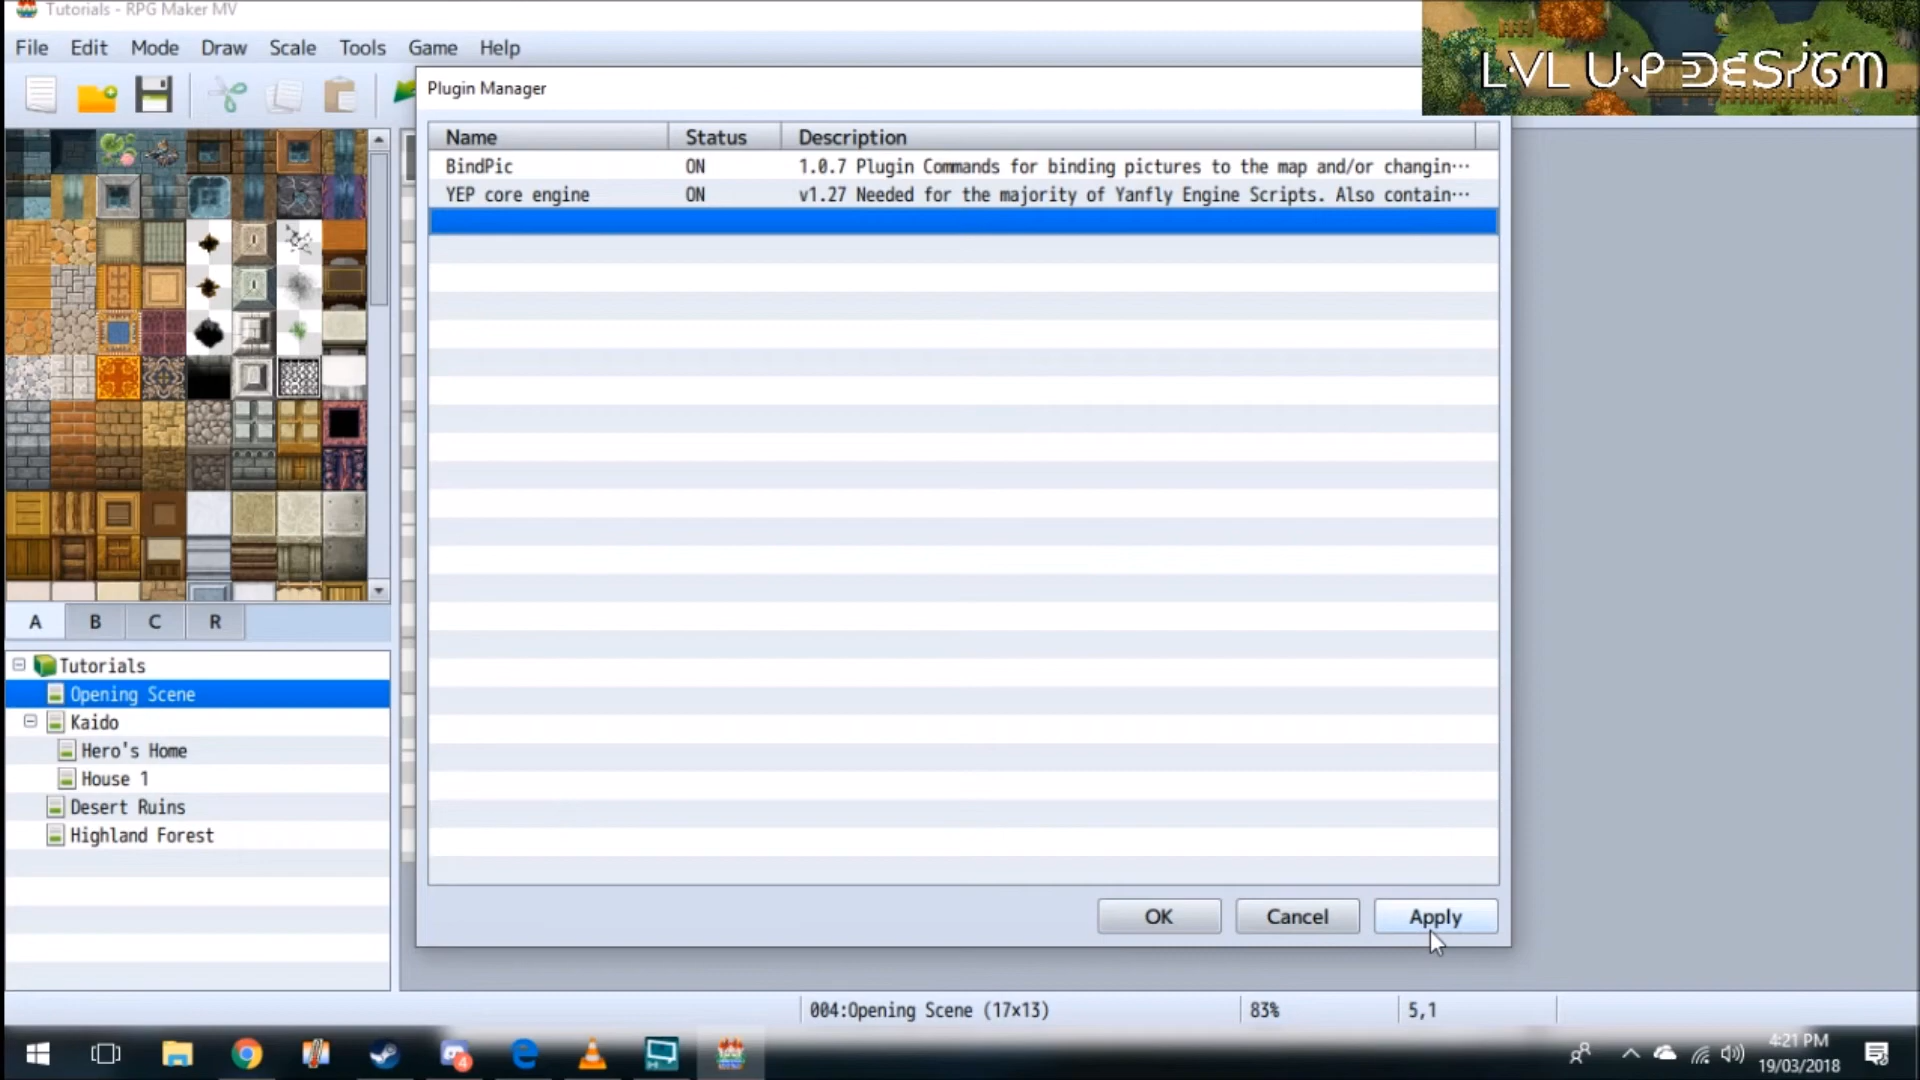 Tutorials - RPG Maker MV
File Edit Mode Draw Scale Tools Game Help
LVL UP DESIGN
Plugin Manager
Name Status Description
BindPic ON 1.0.7 Plugin Commands for binding pictures to the map and/or changin…
YEP core engine ON v1.27 Needed for the majority of Yanfly Engine Scripts. Also contain…
A B C R
Tutorials
Opening Scene
Kaido
Hero's Home
House 1
Desert Ruins
Highland Forest
OK Cancel Apply
004:Opening Scene (17x13) 83% 5,1
4
4:21 PM
19/03/2018